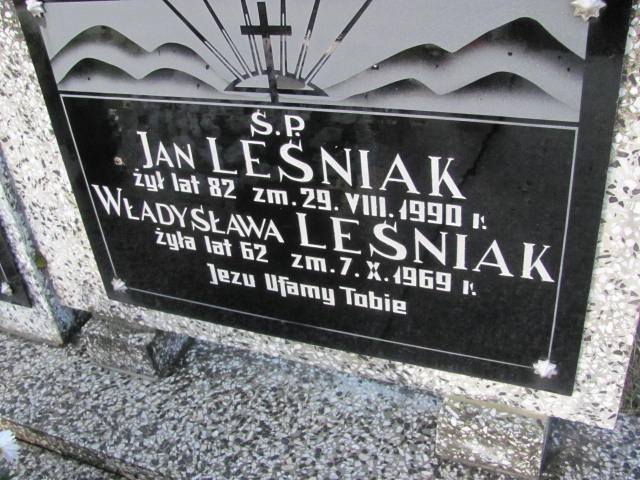 Ś.P.
JAN LEŚNIAK
żył lat 82 zm. 29. VIII. 1990 r.
WŁADYSŁAWA LEŚNIAK
żyła lat 62 zm. 7. X. 1969 r.
Jezu Ufamy Tobie